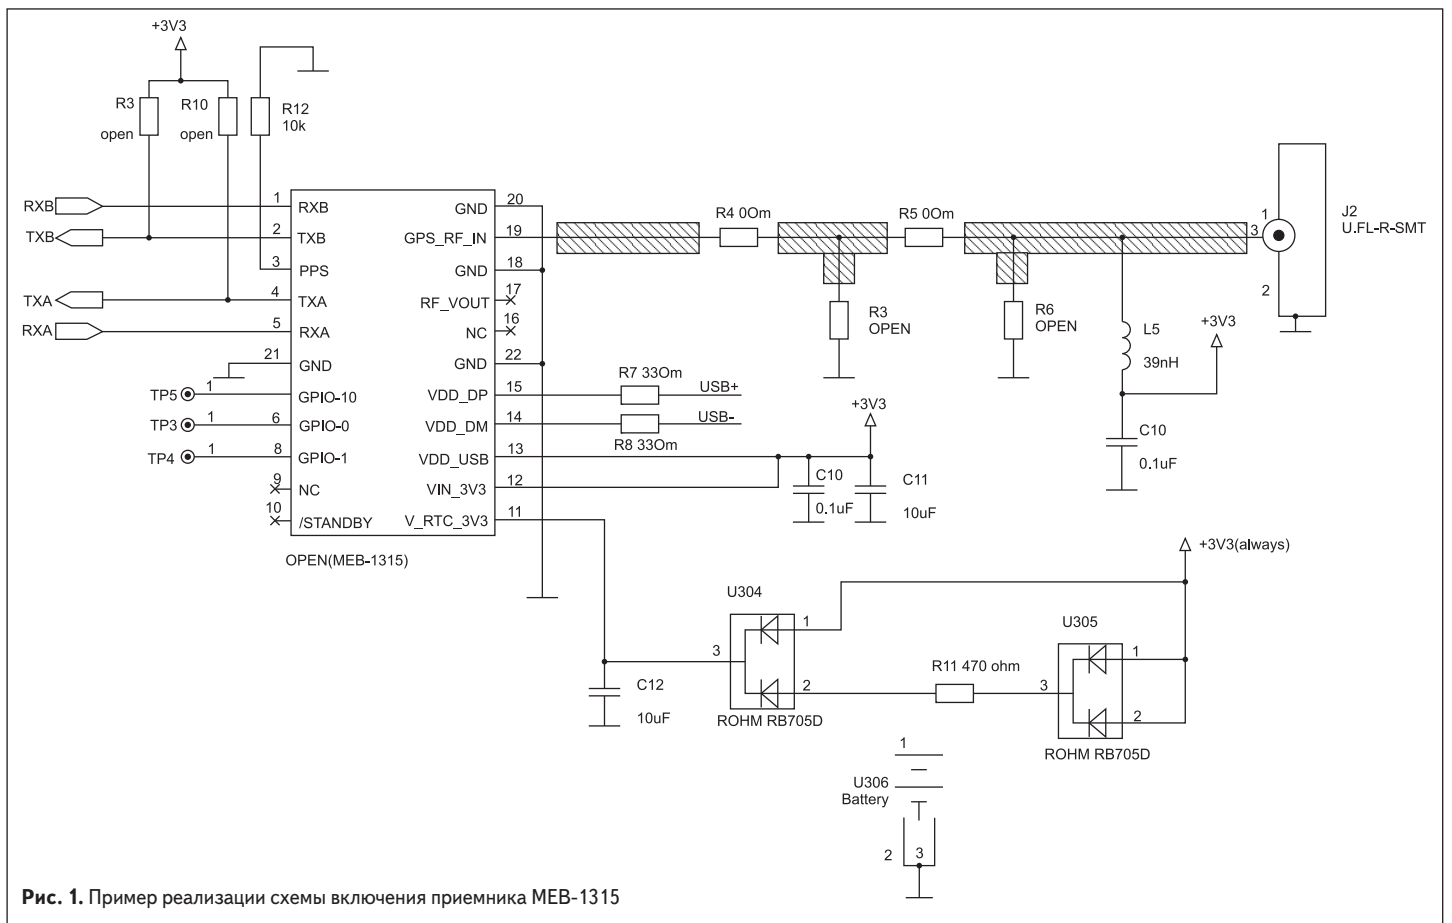 +3V3
R3
open
R10
open
R12
10k
RXB
TXB
TXA
RXA
TP5
TP3
TP4
1
1
1
1
2
3
4
5
21
6
8
9
10
RXB
TXB
PPS
TXA
RXA
GND
GPIO-10
GPIO-0
GPIO-1
NC
/STANDBY
GND
GPS_RF_IN
GND
RF_VOUT
NC
GND
VDD_DP
VDD_DM
VDD_USB
VIN_3V3
V_RTC_3V3
20
19
18
17
16
22
15
14
13
12
11
OPEN(MEB-1315)
R4 0Om
R5 0Om
R3
OPEN
R6
OPEN
L5
39nH
+3V3
C10
0.1uF
1
3
2
J2
U.FL-R-SMT
R7 33Om
USB+
R8 33Om
USB-
+3V3
C10
0.1uF
C11
10uF
+3V3(always)
U304
1
3
2
ROHM RB705D
C12
10uF
R11 470 ohm
U305
1
3
2
ROHM RB705D
1
U306
Battery
2
3
Рис. 1. Пример реализации схемы включения приемника MEB-1315